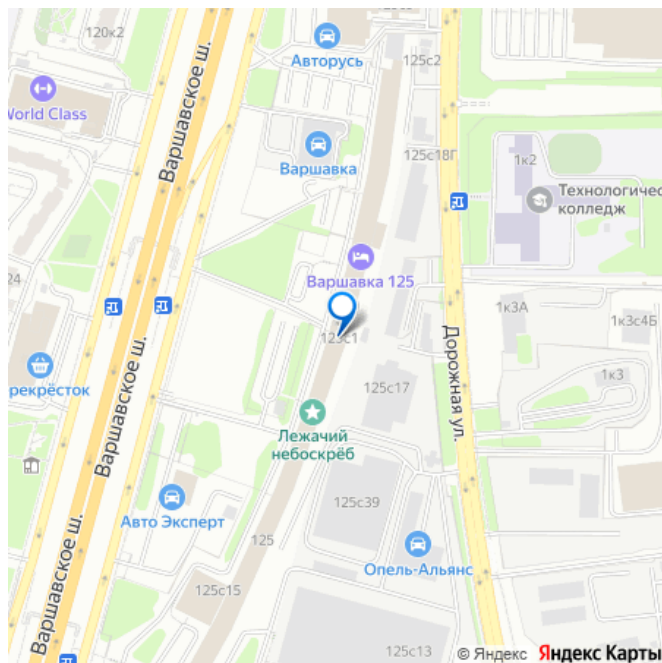 120к2
Авторусь
125с2
World Class
Варшавское ш.
Варшавка
125с18Г
1к2
Технологичес
колледж
24
Варшавка 125
1к3А
1к3с4Б
125с1
Дорожная ул.
рекрёсток
Варшавское ш.
125с17
1к3
Лежачий
небоскрёб
125с39
Авто Эксперт
125
Опель-Альянс
125с15
Варшавское ш.
125с13
© Яндекс Яндекс Карты